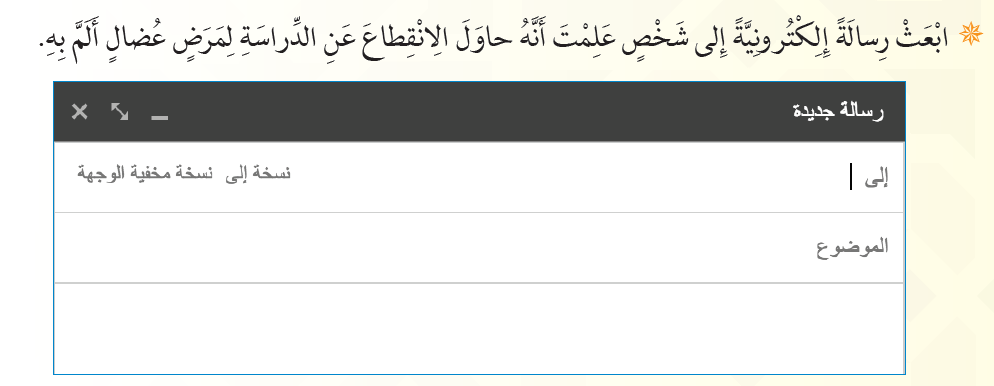 ابْعَثْ رِسالَةً إِلِكْتُرونِيَّةً إِلى شَخْصٍ عَلِمْتَ أَنَّهُ حاوَلَ الِانْقِطاعَ عَنِ الدِّراسَةِ لِمَرَضٍ عُضالٍ أَلَمَّ بِهِ.
رسالة جديدة
إلى نسخة إلى نسخة مخفية الوجهة
الموضوع